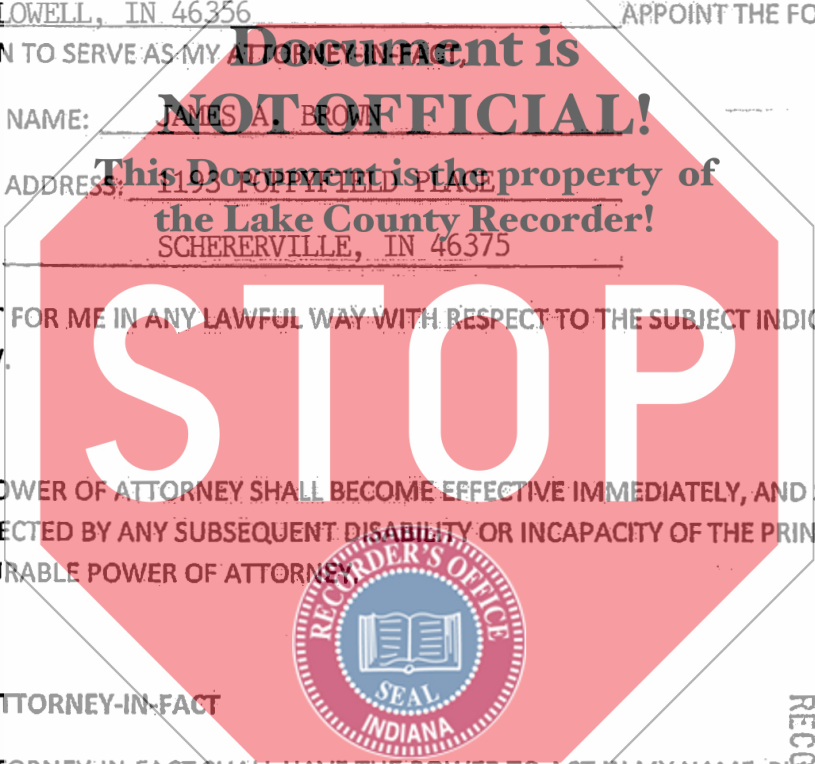 LOWELL, IN 46356 APPOINT THE FO
N TO SERVE AS MY ATTORNEY-IN-FACT,
Document is
NAME: JAMES A. BROWN
NOT OFFICIAL!
ADDRESS: 1193 POPPYFIELD PLACE
This Document is the property of
the Lake County Recorder!
SCHERERVILLE, IN 46375
FOR ME IN ANY LAWFUL WAY WITH RESPECT TO THE SUBJECT INDIC
STOP
OWER OF ATTORNEY SHALL BECOME EFFECTIVE IMMEDIATELY, AND
ECTED BY ANY SUBSEQUENT DISABILITY OR INCAPACITY OF THE PRIN
RABLE POWER OF ATTORNEY.
RECORDER'S OFFICE
SEAL
INDIANA
TTORNEY-IN-FACT
RECO